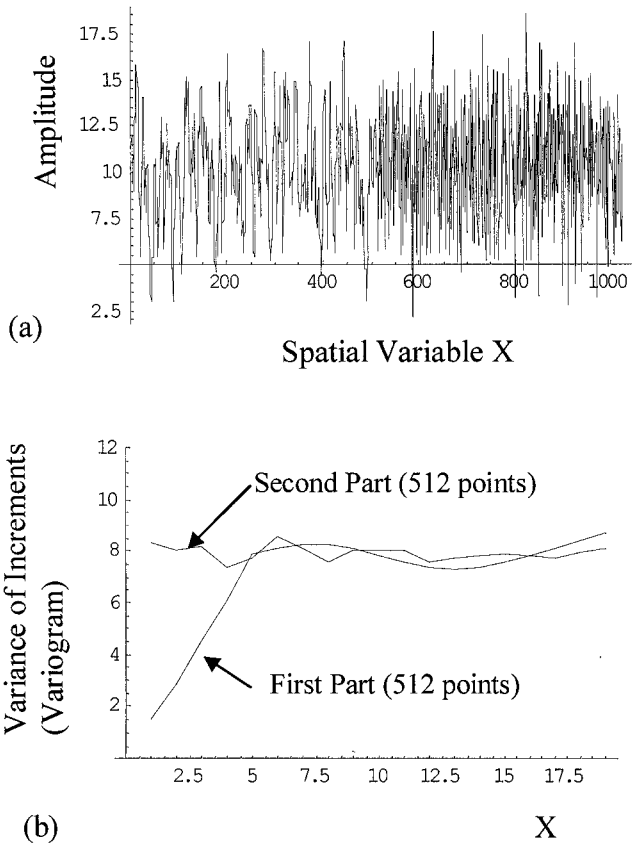 17.5
15
12.5
10
7.5
2.5
Amplitude
200 400 600 800 1000
(a)
Spatial Variable X
12
10
8
6
4
2
Variance of Increments
(Variogram)
Second Part (512 points)
First Part (512 points)
2.5 5 7.5 10 12.5 15 17.5
(b)
X